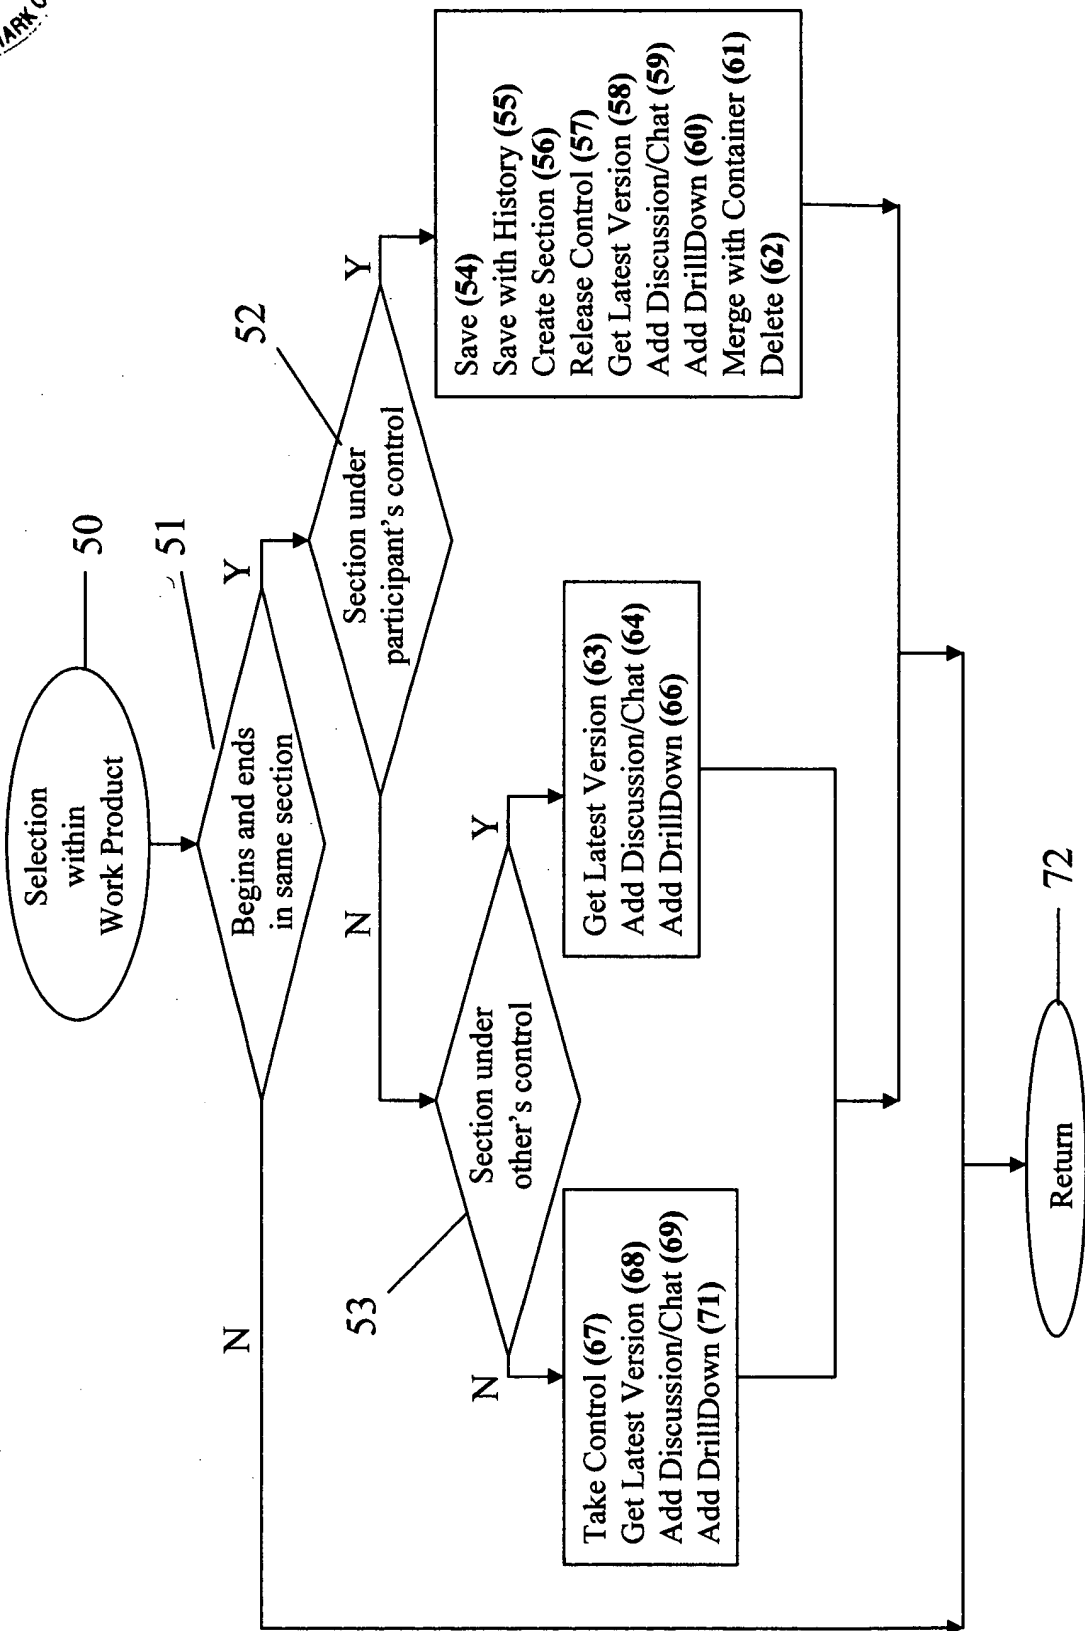 50
Selection
within
Work Product
51
Y
N
Begins and ends
in same section
52
Y
N
Section under
participant's control
Save (54)
Save with History (55)
Create Section (56)
Release Control (57)
Get Latest Version (58)
Add Discussion/Chat (59)
Add DrillDown (60)
Merge with Container (61)
Delete (62)
53
Y
N
Section under
other's control
Get Latest Version (63)
Add Discussion/Chat (64)
Add DrillDown (66)
Take Control (67)
Get Latest Version (68)
Add Discussion/Chat (69)
Add DrillDown (71)
72
Return